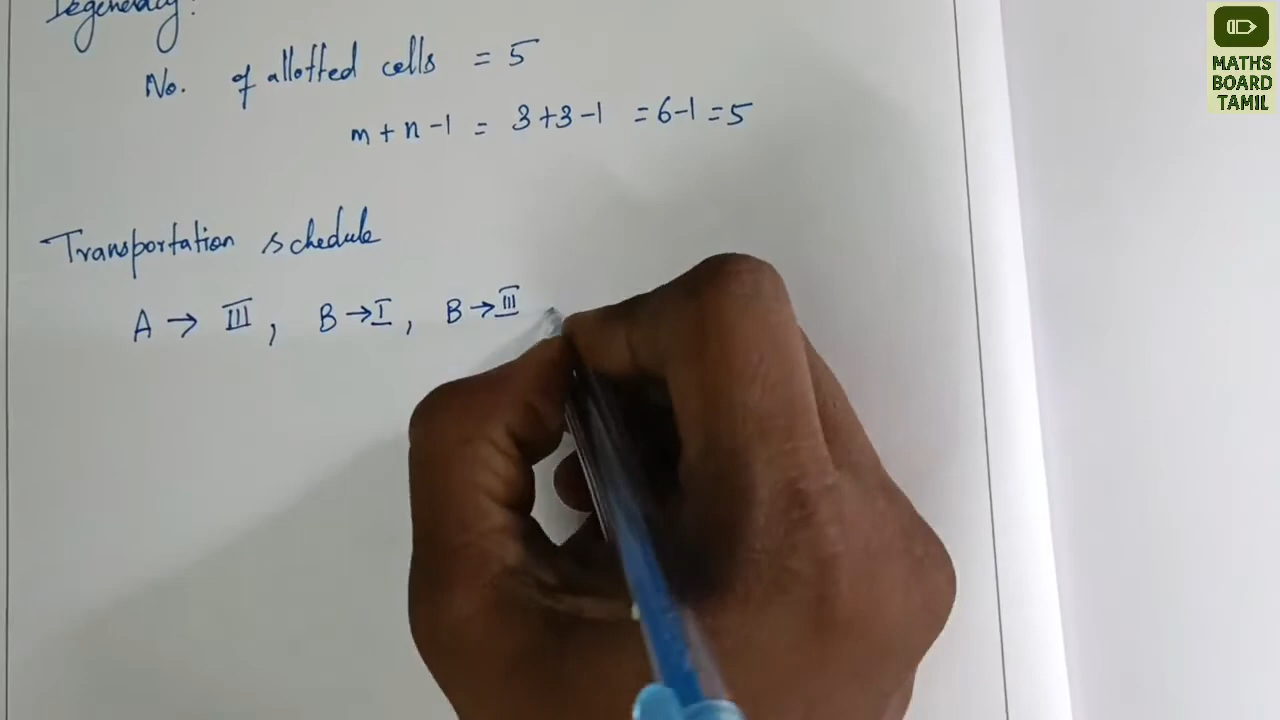 Degeneracy:
No. of allotted cells = 5
m + n - 1 = 3 + 3 - 1 = 6 - 1 = 5
Transportation schedule
A → III, B → I, B → III
MATHS
BOARD
TAMIL